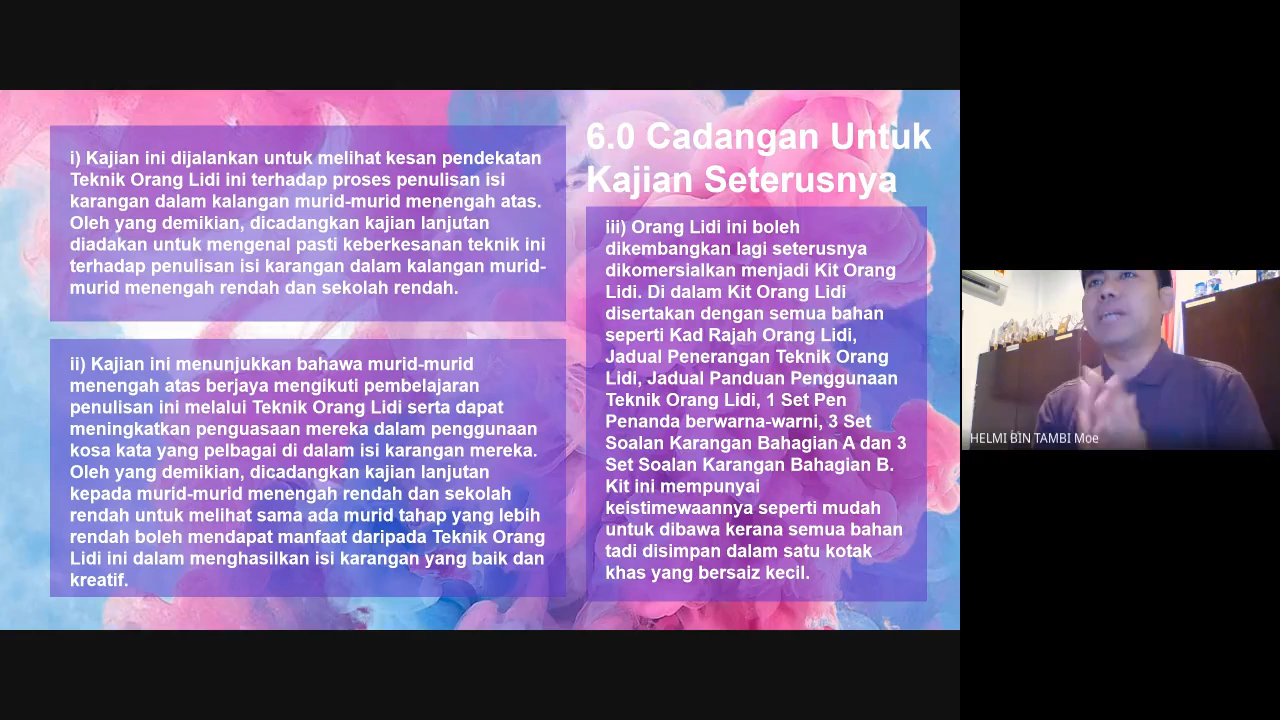 i) Kajian ini dijalankan untuk melihat kesan pendekatan
Teknik Orang Lidi ini terhadap proses penulisan isi
karangan dalam kalangan murid-murid menengah atas.
Oleh yang demikian, dicadangkan kajian lanjutan
diadakan untuk mengenal pasti keberkesanan teknik ini
terhadap penulisan isi karangan dalam kalangan murid-
murid menengah rendah dan sekolah rendah.
ii) Kajian ini menunjukkan bahawa murid-murid
menengah atas berjaya mengikuti pembelajaran
penulisan ini melalui Teknik Orang Lidi serta dapat
meningkatkan penguasaan mereka dalam penggunaan
kosa kata yang pelbagai di dalam isi karangan mereka.
Oleh yang demikian, dicadangkan kajian lanjutan
kepada murid-murid menengah rendah dan sekolah
rendah untuk melihat sama ada murid tahap yang lebih
rendah boleh mendapat manfaat daripada Teknik Orang
Lidi ini dalam menghasilkan isi karangan yang baik dan
kreatif.
6.0 Cadangan Untuk
Kajian Seterusnya
iii) Orang Lidi ini boleh
dikembangkan lagi seterusnya
dikomersialkan menjadi Kit Orang
Lidi. Di dalam Kit Orang Lidi
disertakan dengan semua bahan
seperti Kad Rajah Orang Lidi,
Jadual Penerangan Teknik Orang
Lidi, Jadual Panduan Penggunaan
Teknik Orang Lidi, 1 Set Pen
Penanda berwarna-warni, 3 Set
Soalan Karangan Bahagian A dan 3
Set Soalan Karangan Bahagian B.
Kit ini mempunyai
keistimewaannya seperti mudah
untuk dibawa kerana semua bahan
tadi disimpan dalam satu kotak
khas yang bersaiz kecil.
HELMI BIN TAMBI Moe